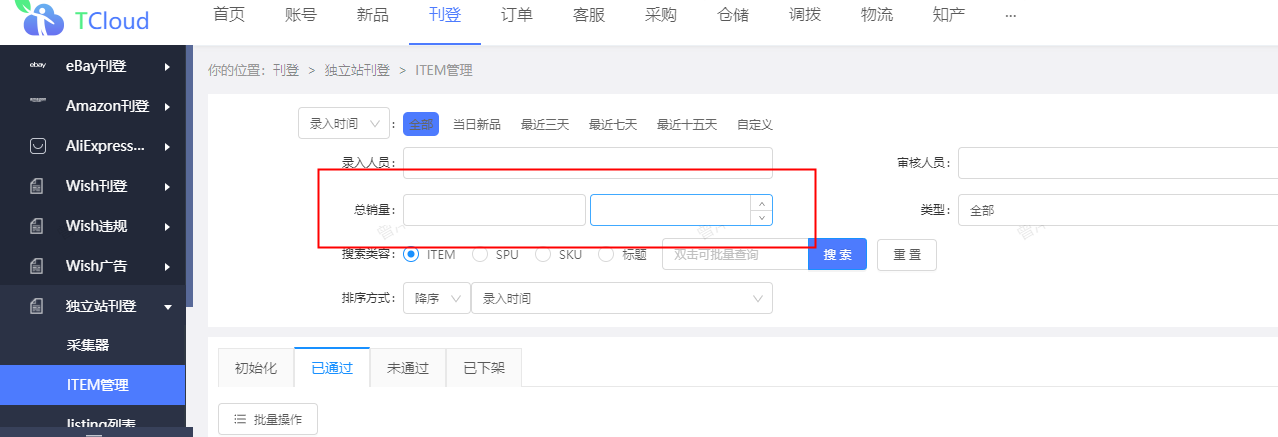 TCloud
首页 账号 新品 刊登 订单 客服 采购 仓储 调拨 物流 知产 ...
ebay eBay刊登
你的位置: 刊登 > 独立站刊登 > ITEM管理
Amazon刊登
录入时间 : 全部 当日新品 最近三天 最近七天 最近十五天 自定义
AliExpress...
录入人员: 审核人员:
Wish刊登
总销量: 类型: 全部
Wish违规
搜索类容: ITEM SPU SKU 标题 双击可批量查询 搜 索 重 置
Wish广告
排序方式: 降序 录入时间
独立站刊登
采集器
初始化 已通过 未通过 已下架
ITEM管理
批量操作
listing列表